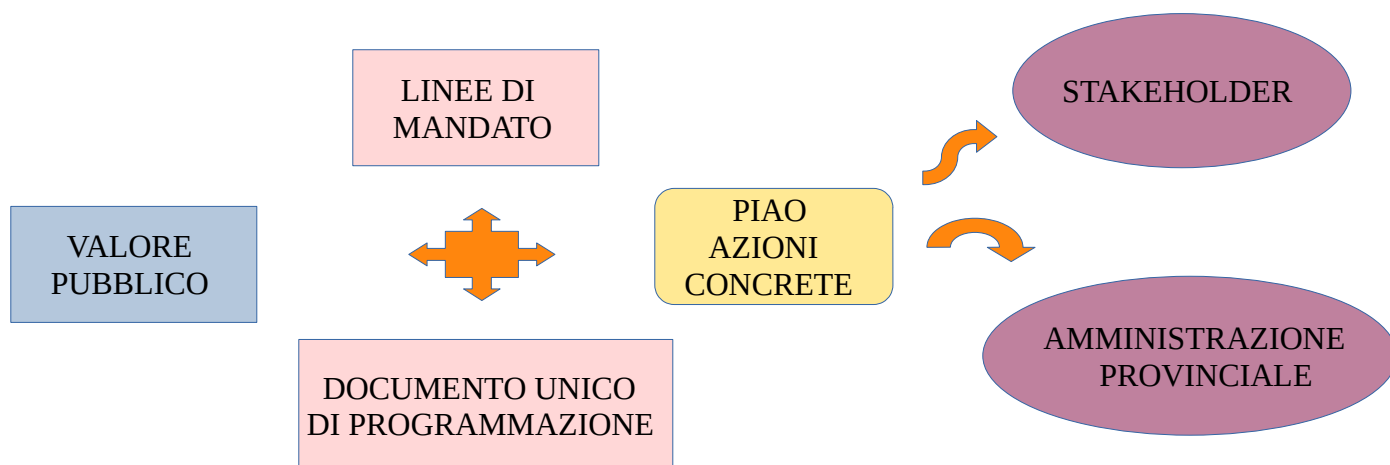 LINEE DI
MANDATO
STAKEHOLDER
VALORE
PUBBLICO
PIAO
AZIONI
CONCRETE
DOCUMENTO UNICO
DI PROGRAMMAZIONE
AMMINISTRAZIONE
PROVINCIALE